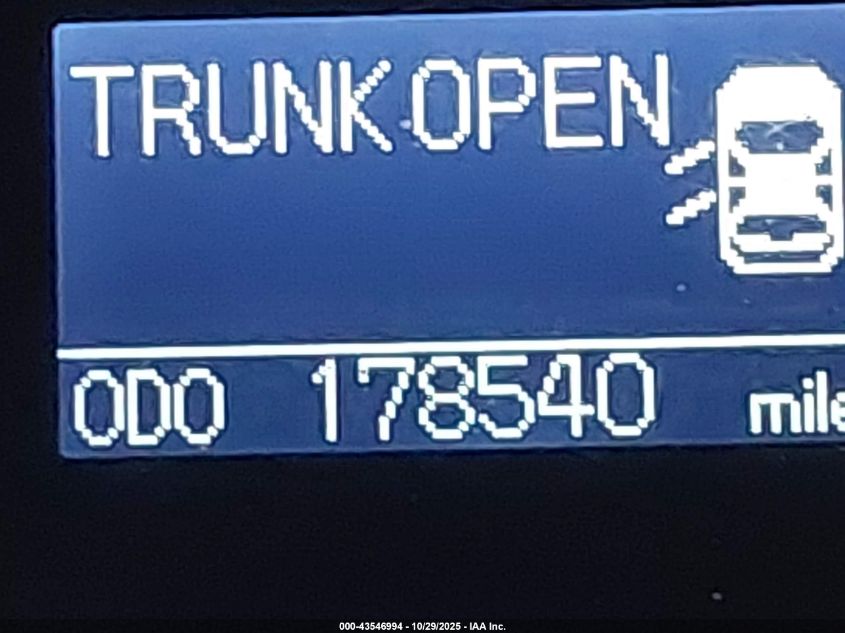 TRUNK OPEN
ODO 178540 mile
000-43546994 - 10/29/2025 - IAA Inc.